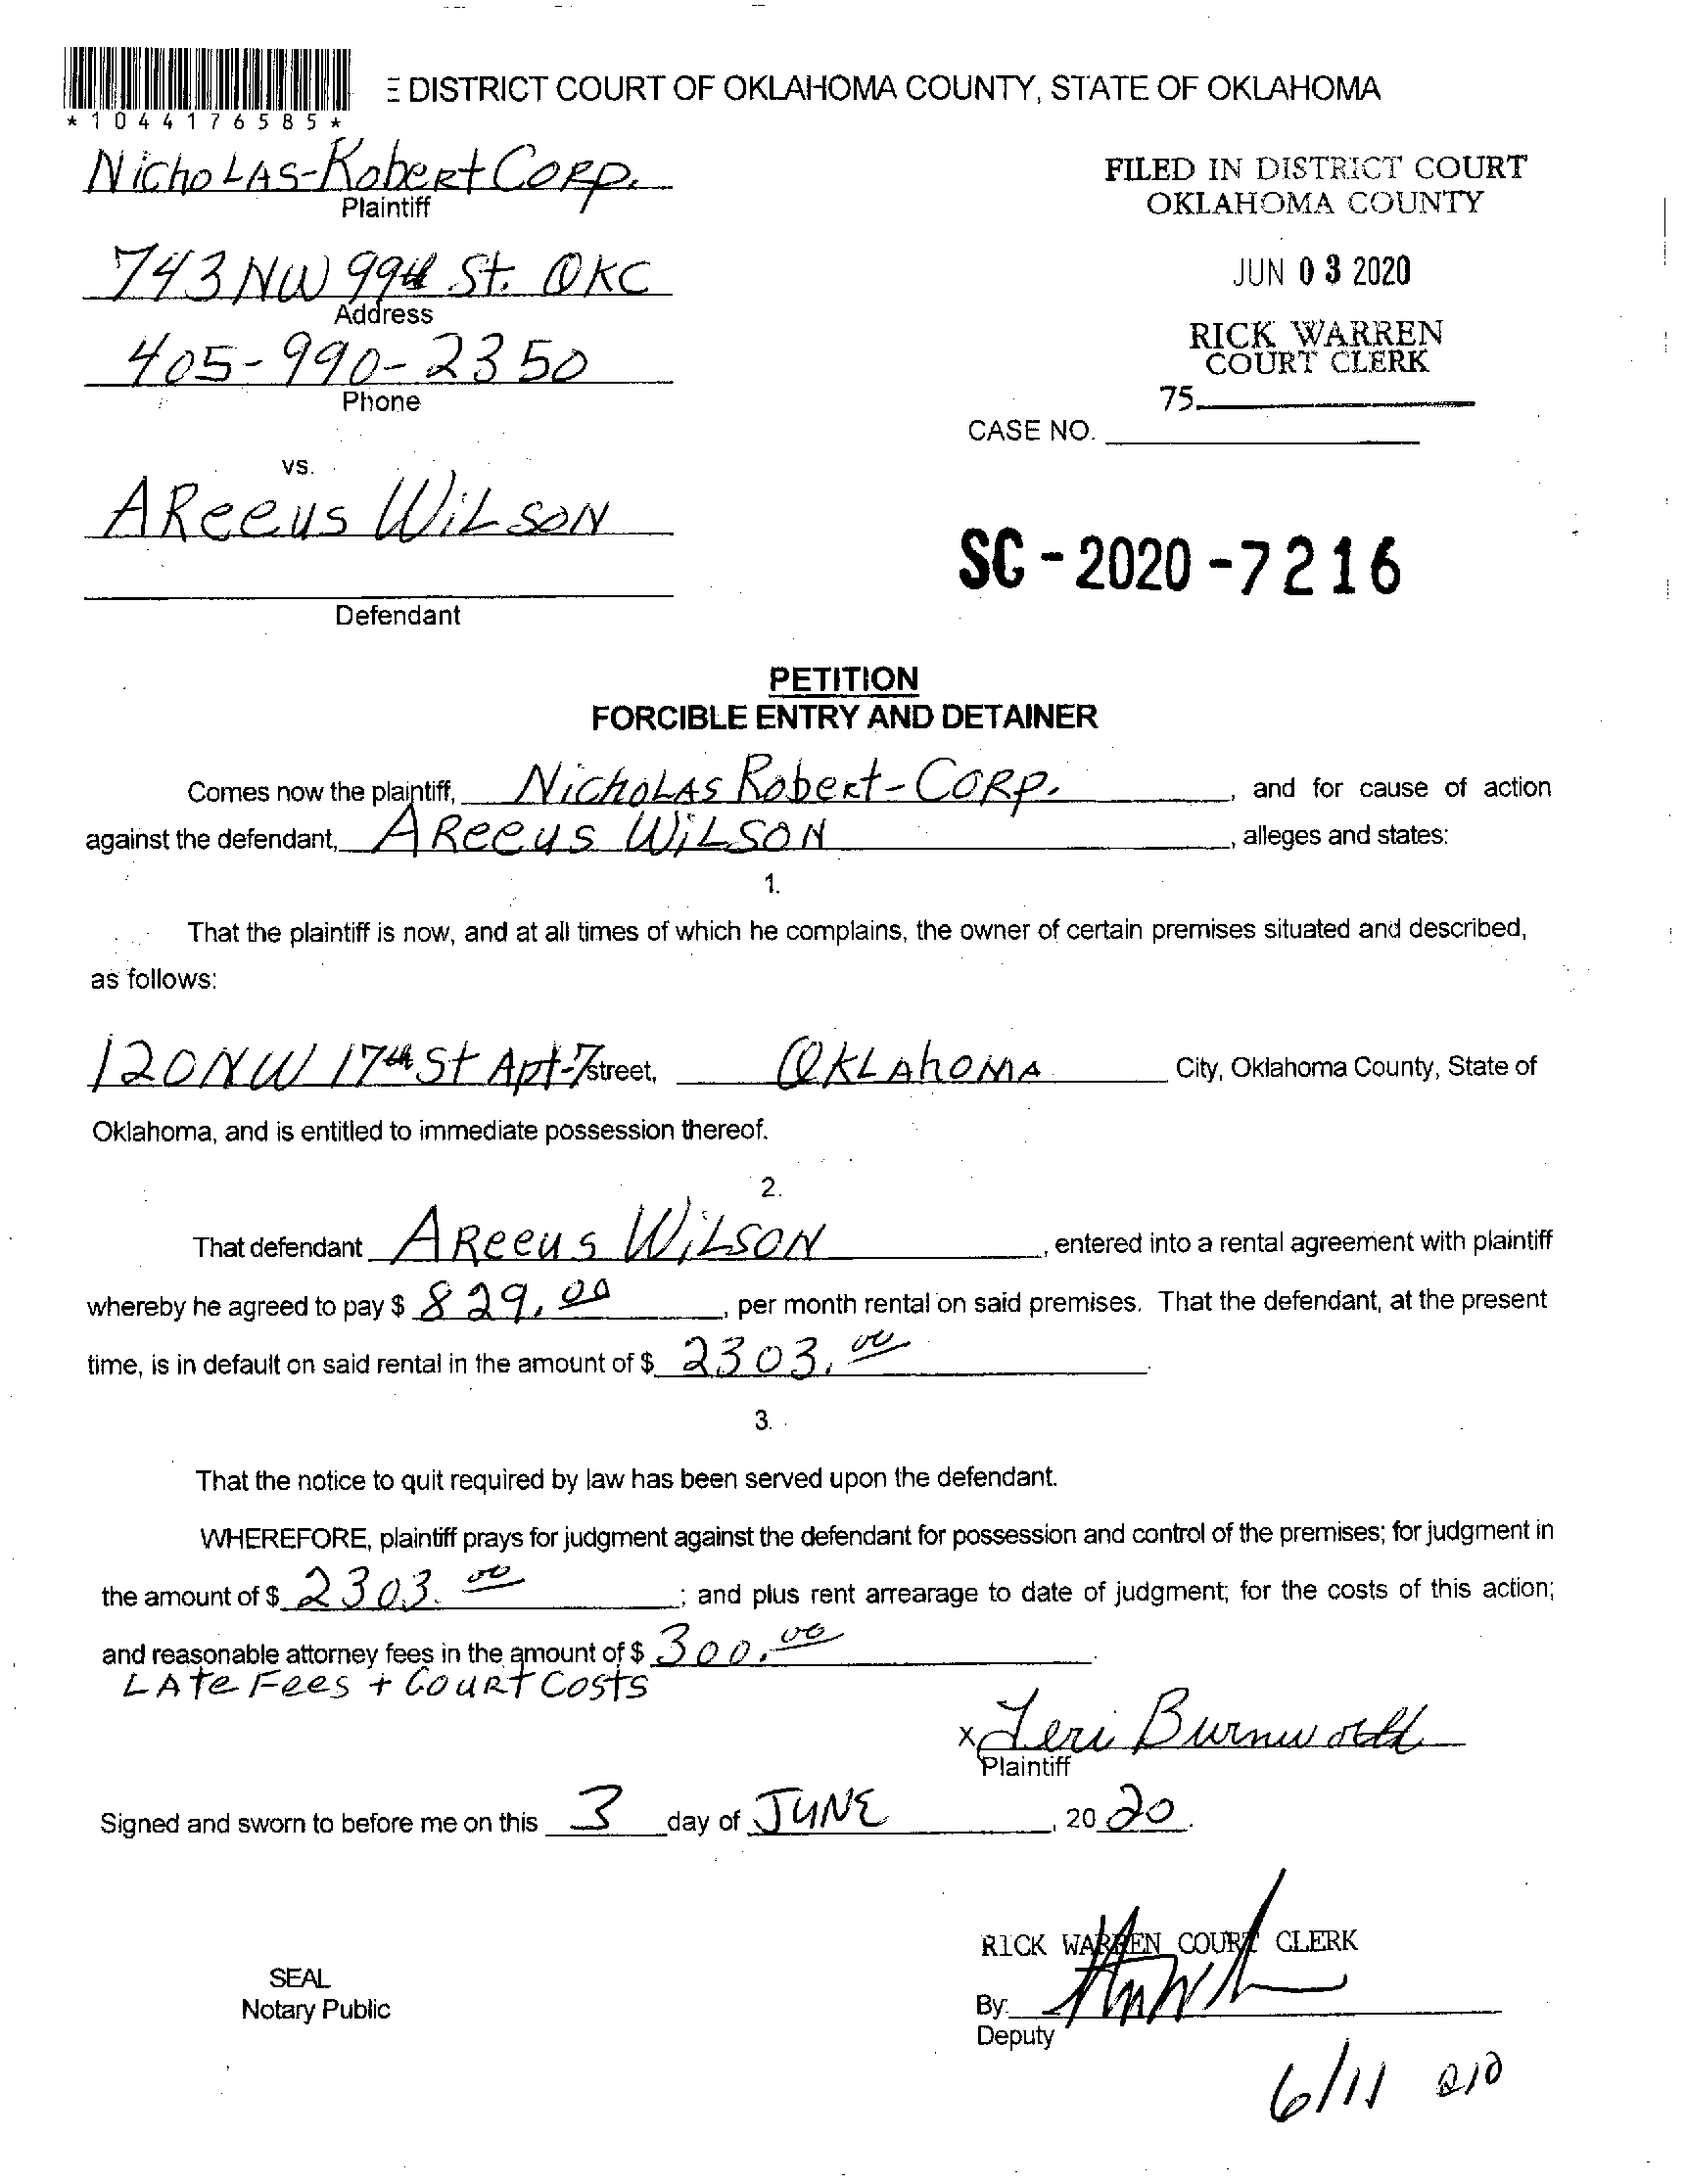 DISTRICT COURT OF OKLAHOMA COUNTY, STATE OF OKLAHOMA
*1044176585*
Nicholas-Robert Corp.
Plaintiff
743 NW 99th St. OKC
Address
405-990-2350
Phone
FILED IN DISTRICT COURT
OKLAHOMA COUNTY
JUN 03 2020
RICK WARREN
COURT CLERK
75
CASE NO.
vs.
AReeus Wilson
Defendant
SC-2020-7216
PETITION
FORCIBLE ENTRY AND DETAINER
Comes now the plaintiff, Nicholas Robert-Corp. , and for cause of action
against the defendant, AReeus Wilson , alleges and states:
1.
That the plaintiff is now, and at all times of which he complains, the owner of certain premises situated and described,
as follows:
120 NW 17th St Apt-7 street, Oklahoma City, Oklahoma County, State of
Oklahoma, and is entitled to immediate possession thereof.
2.
That defendant AReeus Wilson , entered into a rental agreement with plaintiff
whereby he agreed to pay $ 829.00 , per month rental on said premises. That the defendant, at the present
time, is in default on said rental in the amount of $ 2303.00
3.
That the notice to quit required by law has been served upon the defendant.
WHEREFORE, plaintiff prays for judgment against the defendant for possession and control of the premises; for judgment in
the amount of $ 2303.00 ; and plus rent arrearage to date of judgment; for the costs of this action;
and reasonable attorney fees in the amount of $ 300.00
Late Fees + Court Costs
x Teri Burnworth
Plaintiff
Signed and sworn to before me on this 3 day of JUNE , 20 20.
RICK WARREN COURT CLERK
SEAL
Notary Public
By
Deputy
6/11 210